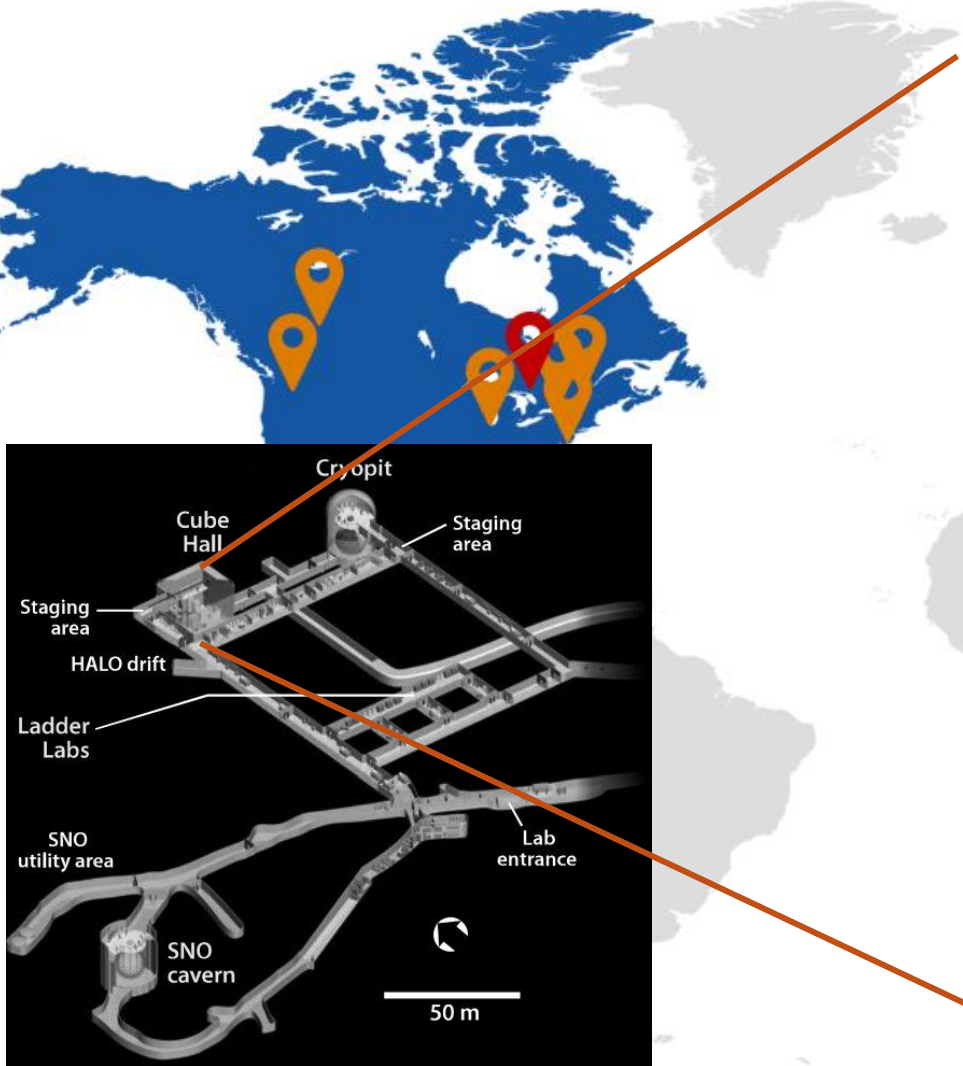 Cryopit
Cube
Hall
Staging
area
Staging
area
HALO drift
Ladder
Labs
SNO
utility area
Lab
entrance
SNO
cavern
50 m